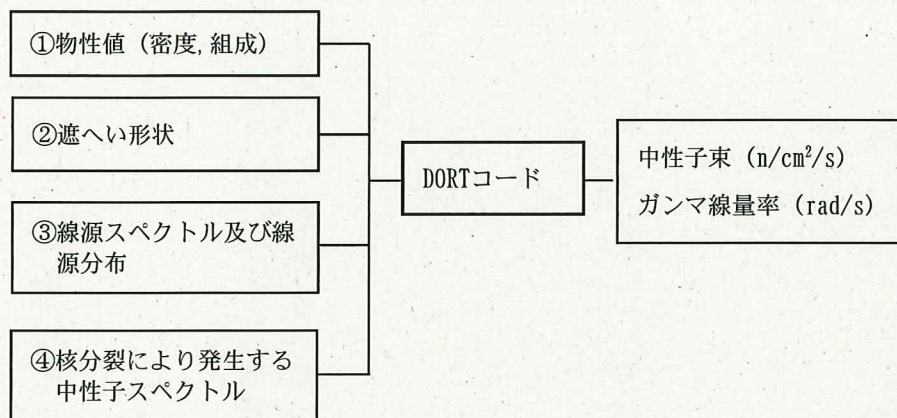 ①物性値（密度,組成）
②遮へい形状
③線源スペクトル及び線
源分布
④核分裂により発生する
中性子スペクトル
DORTコード
中性子束（n/cm²/s）
ガンマ線量率（rad/s）